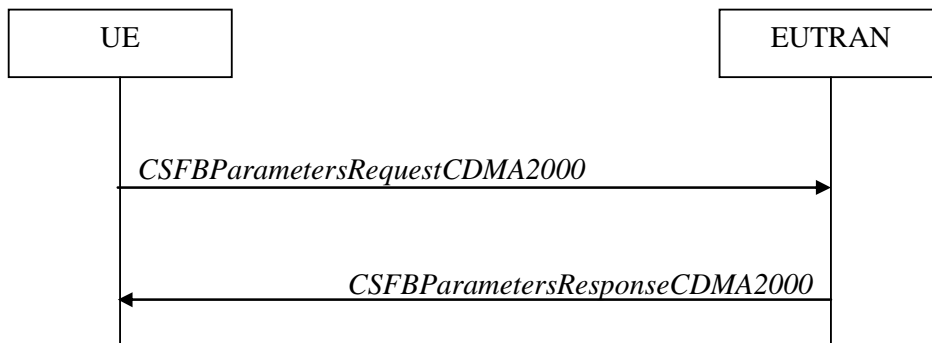 UE
EUTRAN
CSFBParametersRequestCDMA2000
CSFBParametersResponseCDMA2000